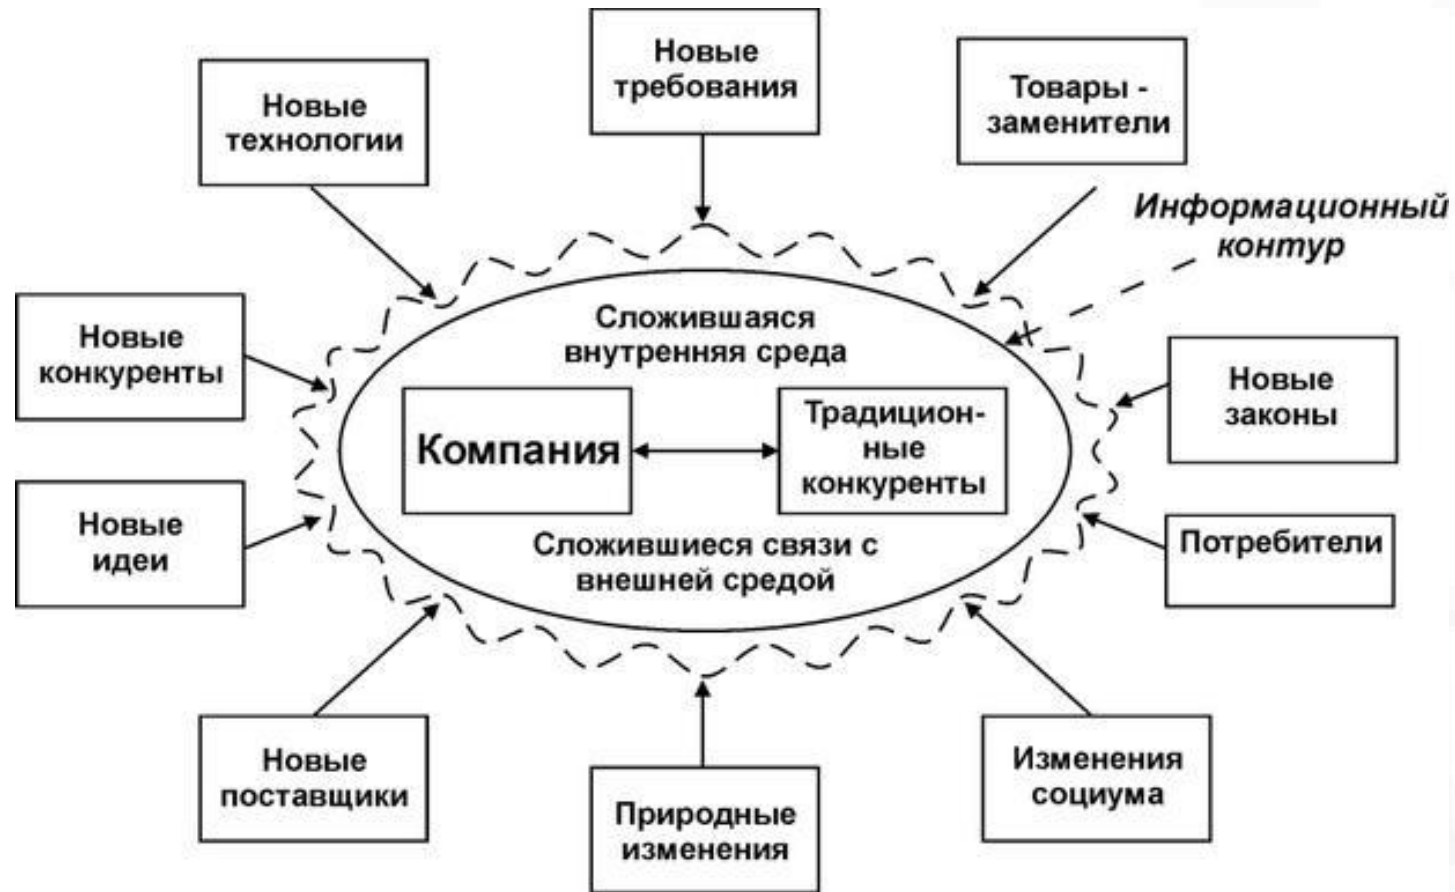 Новые
требования
Товары -
заменители
Новые
технологии
Информационный
контур
Новые
конкуренты
Сложившаяся
внутренняя среда
Новые
законы
Компания
Традицион-
ные
конкуренты
Новые
идеи
Сложившиеся связи с
внешней средой
Потребители
Новые
поставщики
Природные
изменения
Изменения
социума